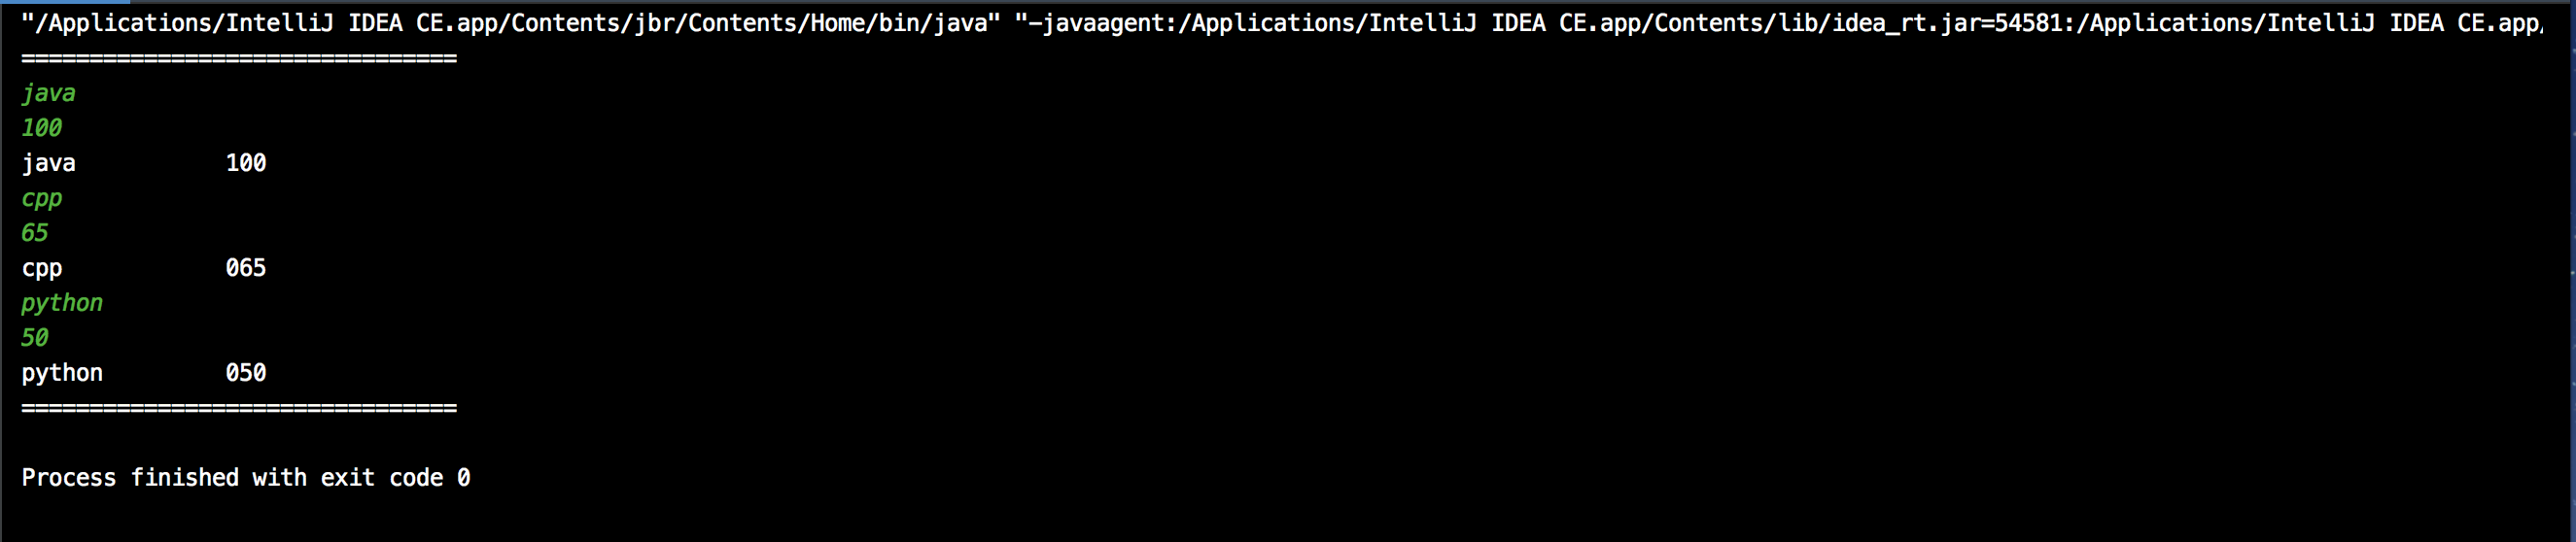 "/Applications/IntelliJ IDEA CE.app/Contents/jbr/Contents/Home/bin/java" "-javaagent:/Applications/IntelliJ IDEA CE.app/Contents/lib/idea_rt.jar=54581:/Applications/IntelliJ IDEA CE.app/
================================
java
100
java           100
cpp
65
cpp            065
python
50
python         050
================================
Process finished with exit code 0